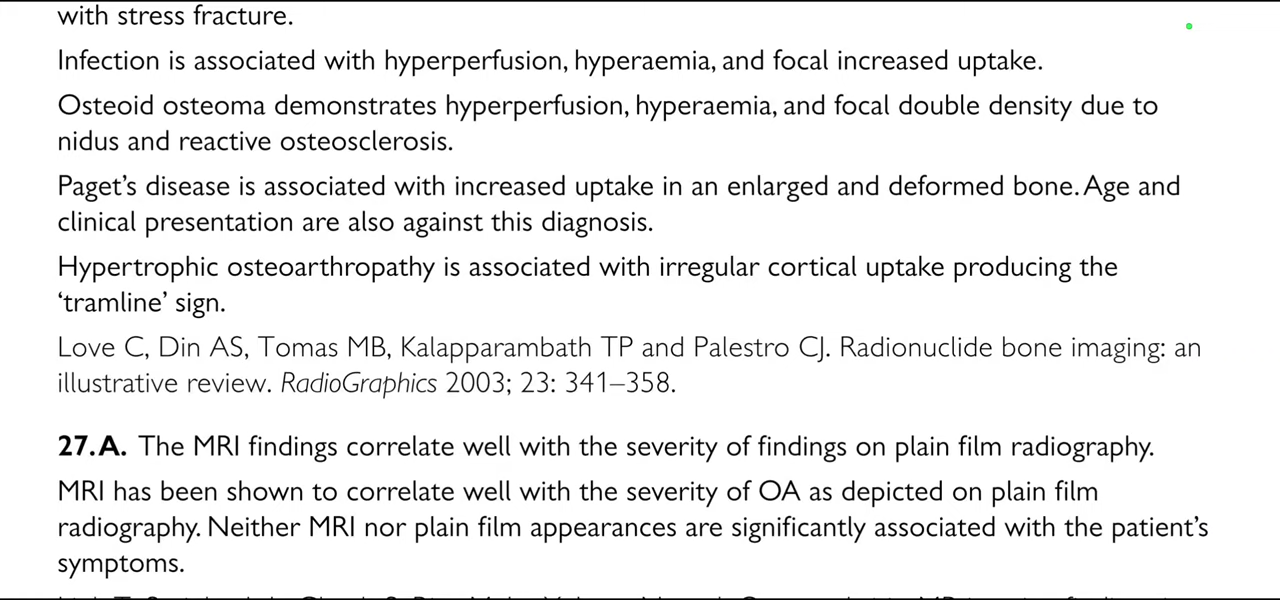 with stress fracture.
Infection is associated with hyperperfusion, hyperaemia, and focal increased uptake.
Osteoid osteoma demonstrates hyperperfusion, hyperaemia, and focal double density due to
nidus and reactive osteosclerosis.
Paget’s disease is associated with increased uptake in an enlarged and deformed bone. Age and
clinical presentation are also against this diagnosis.
Hypertrophic osteoarthropathy is associated with irregular cortical uptake producing the
‘tramline’ sign.
Love C, Din AS, Tomas MB, Kalapparambath TP and Palestro CJ. Radionuclide bone imaging: an
illustrative review. RadioGraphics 2003; 23: 341–358.
27. A. The MRI findings correlate well with the severity of findings on plain film radiography.
MRI has been shown to correlate well with the severity of OA as depicted on plain film
radiography. Neither MRI nor plain film appearances are significantly associated with the patient’s
symptoms.